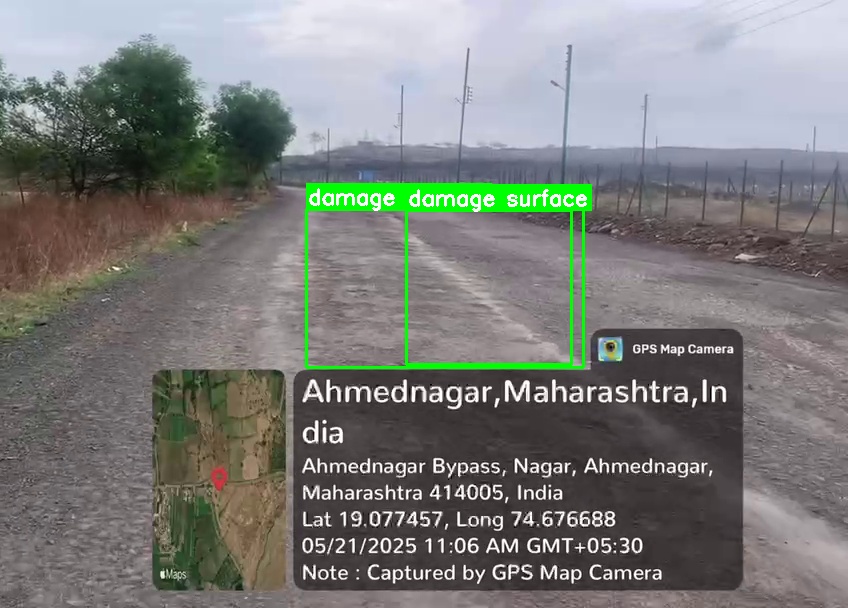 damage damage surface
GPS Map Camera
Ahmednagar,Maharashtra,In
dia
Ahmednagar Bypass, Nagar, Ahmednagar,
Maharashtra 414005, India
Lat 19.077457, Long 74.676688
05/21/2025 11:06 AM GMT+05:30
Note : Captured by GPS Map Camera
Maps